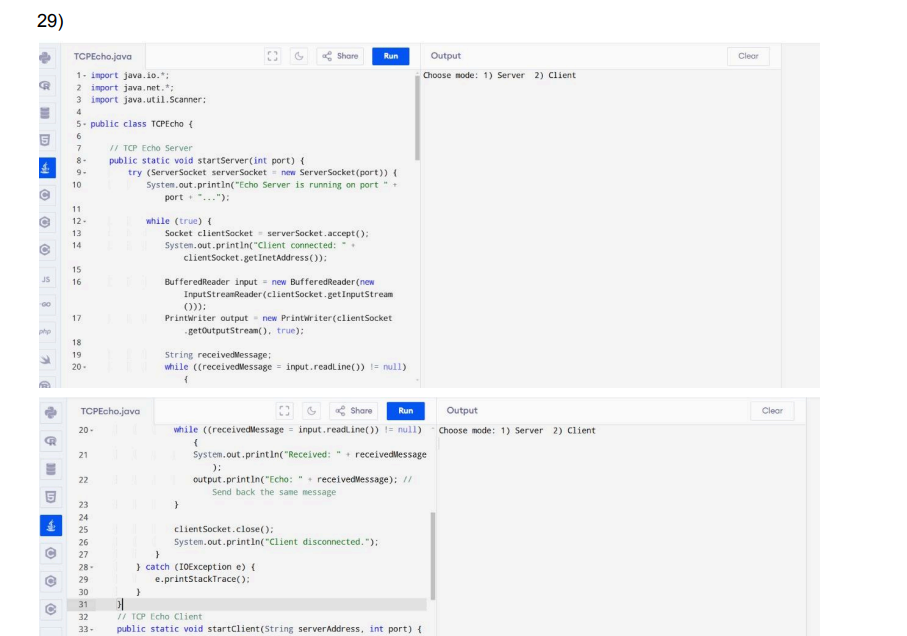 29)
TCPEcho.java Share Run Output Clear
1- import java.io.*; Choose mode: 1) Server 2) Client
2 import java.net.*;
3 import java.util.Scanner;
4
5- public class TCPEcho {
6
7 // TCP Echo Server
8- public static void startServer(int port) {
9- try (ServerSocket serverSocket = new ServerSocket(port)) {
10 System.out.println("Echo Server is running on port " +
port + "...");
11
12- while (true) {
13 Socket clientSocket = serverSocket.accept();
14 System.out.println("Client connected: " +
clientSocket.getInetAddress());
15
16 BufferedReader input = new BufferedReader(new
InputStreamReader(clientSocket.getInputStream
()));
17 PrintWriter output = new PrintWriter(clientSocket
.getOutputStream(), true);
18
19 String receivedMessage;
20- while ((receivedMessage = input.readLine()) != null)
{
JS
GO
php
TCPEcho.java Share Run Output Clear
20- while ((receivedMessage = input.readLine()) != null) Choose mode: 1) Server 2) Client
{
21 System.out.println("Received: " + receivedMessage
);
22 output.println("Echo: " + receivedMessage); //
Send back the same message
23 }
24
25 clientSocket.close();
26 System.out.println("Client disconnected.");
27 }
28- } catch (IOException e) {
29 e.printStackTrace();
30 }
31 }
32 // TCP Echo Client
33- public static void startClient(String serverAddress, int port) {